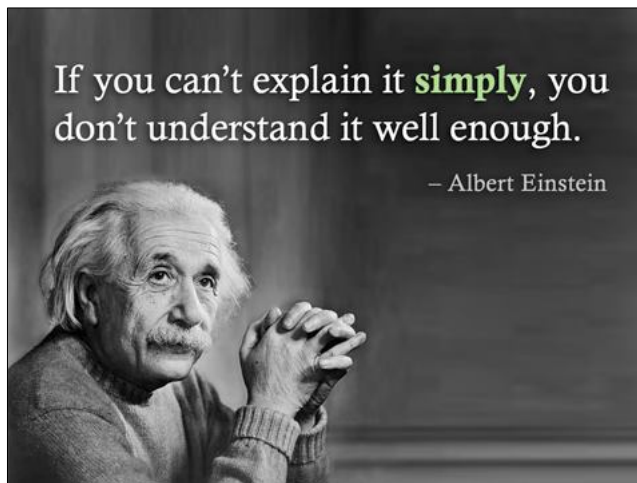 If you can’t explain it simply, you
don’t understand it well enough.
– Albert Einstein